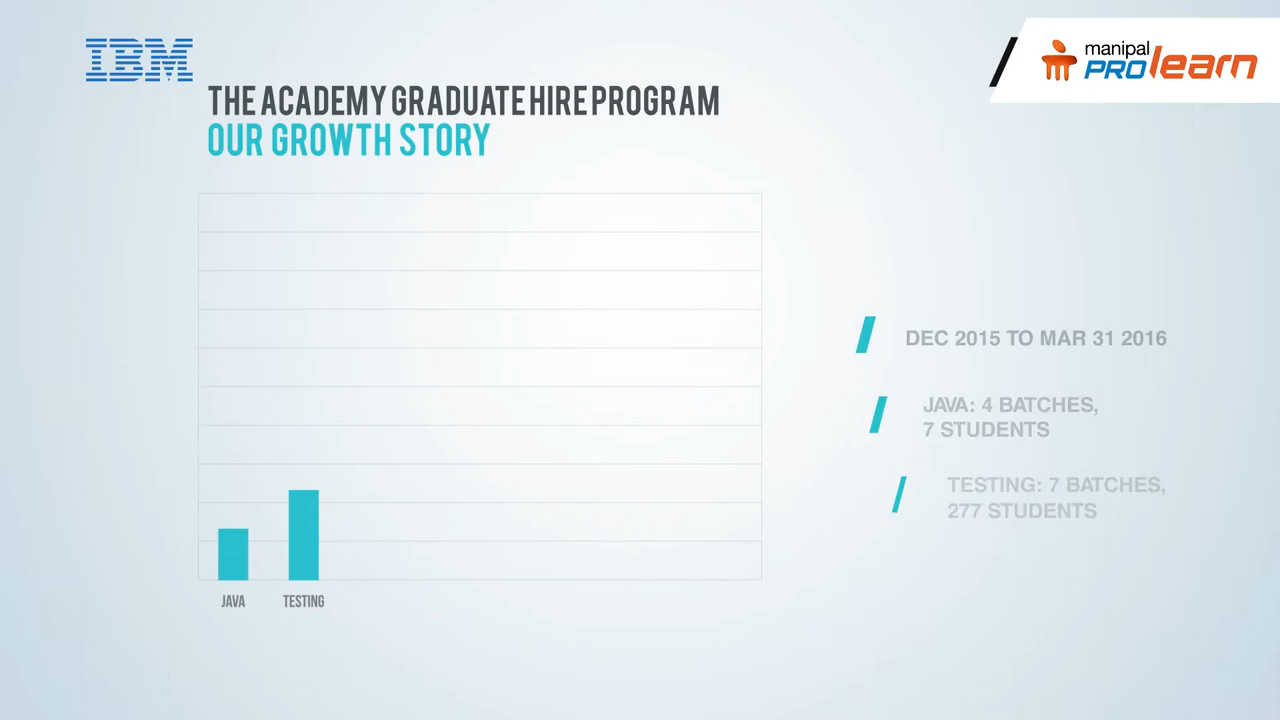 IBM
manipal
PROlearn
THE ACADEMY GRADUATE HIRE PROGRAM
OUR GROWTH STORY
DEC 2015 TO MAR 31 2016
JAVA: 4 BATCHES,
7 STUDENTS
TESTING: 7 BATCHES,
277 STUDENTS
JAVA
TESTING